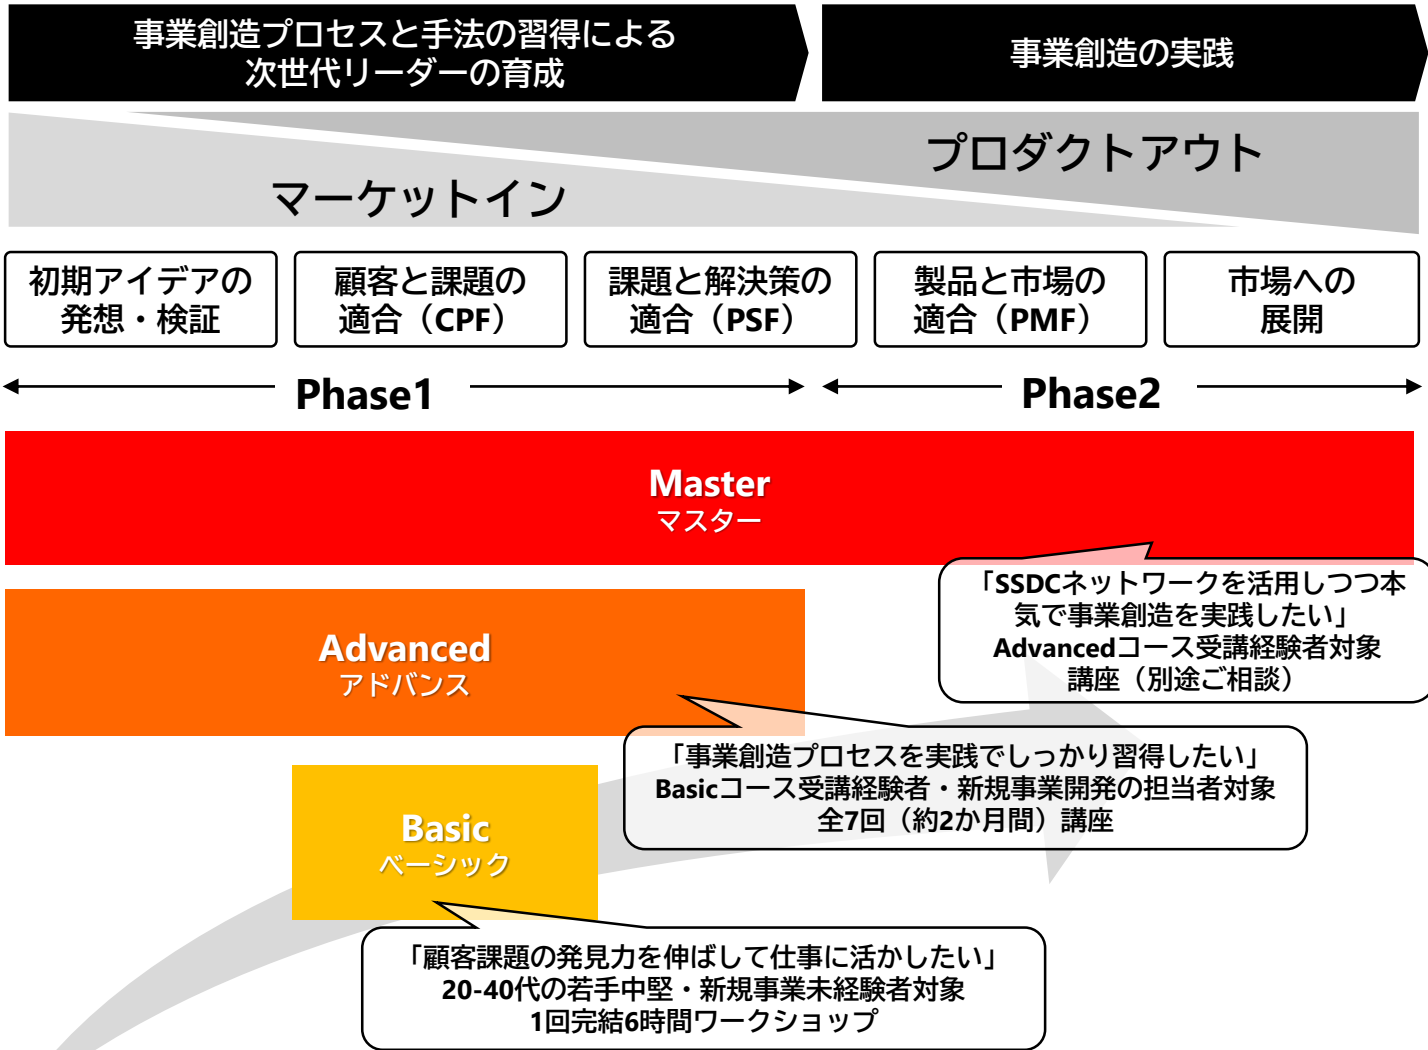 事業創造プロセスと手法の習得による
次世代リーダーの育成
事業創造の実践
プロダクトアウト
マーケットイン
初期アイデアの
発想・検証
顧客と課題の
適合（CPF）
課題と解決策の
適合（PSF）
製品と市場の
適合（PMF）
市場への
展開
Phase1
Phase2
Master
マスター
「SSDCネットワークを活用しつつ本
気で事業創造を実践したい」
Advancedコース受講経験者対象
講座（別途ご相談）
Advanced
アドバンス
「事業創造プロセスを実践でしっかり習得したい」
Basicコース受講経験者・新規事業開発の担当者対象
全7回（約2か月間）講座
Basic
ベーシック
「顧客課題の発見力を伸ばして仕事に活かしたい」
20-40代の若手中堅・新規事業未経験者対象
1回完結6時間ワークショップ